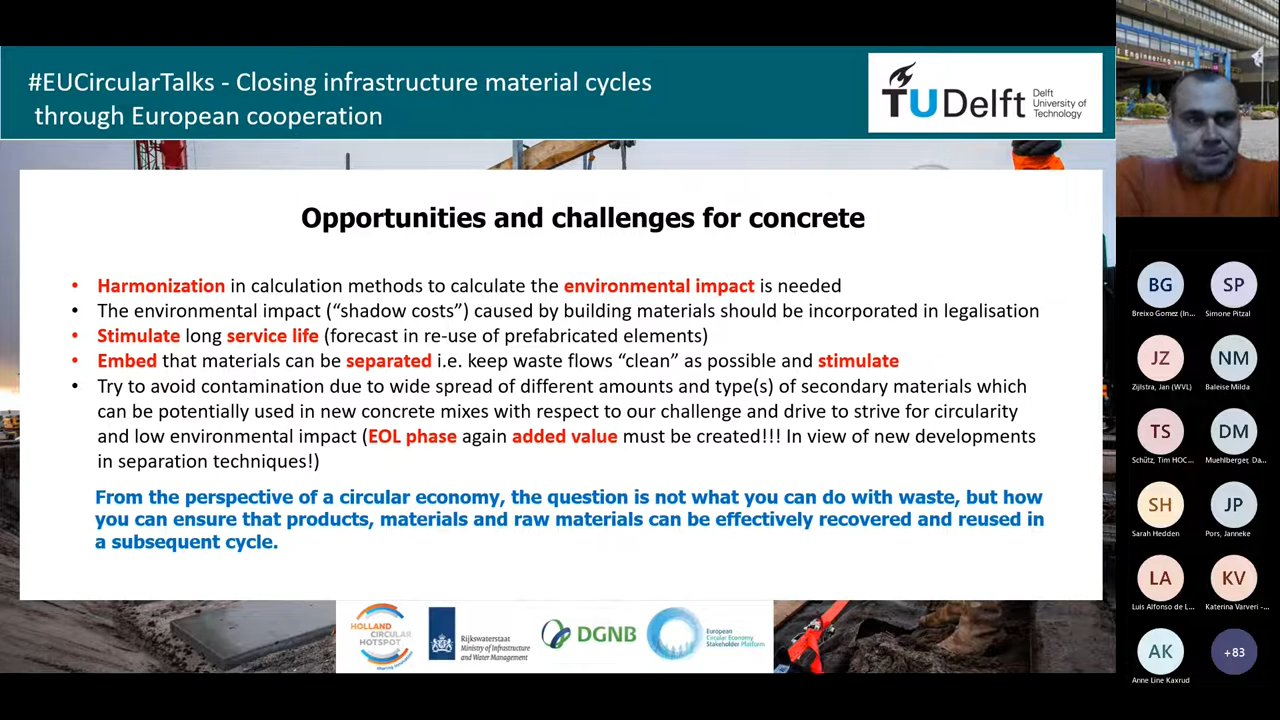 #EUCircularTalks - Closing infrastructure material cycles
through European cooperation
TU Delft
Delft
University of
Technology
Opportunities and challenges for concrete
• Harmonization in calculation methods to calculate the environmental impact is needed
• The environmental impact (“shadow costs”) caused by building materials should be incorporated in legalisation
• Stimulate long service life (forecast in re-use of prefabricated elements)
• Embed that materials can be separated i.e. keep waste flows “clean” as possible and stimulate
• Try to avoid contamination due to wide spread of different amounts and type(s) of secondary materials which
can be potentially used in new concrete mixes with respect to our challenge and drive to strive for circularity
and low environmental impact (EOL phase again added value must be created!!! In view of new developments
in separation techniques!)
From the perspective of a circular economy, the question is not what you can do with waste, but how
you can ensure that products, materials and raw materials can be effectively recovered and reused in
a subsequent cycle.
HOLLAND
CIRCULAR
HOTSPOT
Rijkswaterstaat
Ministry of Infrastructure
and Water Management
DGNB
European
Circular Economy
Stakeholder Platform
BG
Breixo Gomez (In...
SP
Simone Pitzal
JZ
Zijlstra, Jan (WVL)
NM
Baleise Milda
TS
Schütz, Tim HOC...
DM
Muehlberger, Da...
SH
Sarah Hedden
JP
Pors, Janneke
LA
Luis Alfonso de L...
KV
Katerina Varveri -...
AK
Anne Line Kaxrud
+83